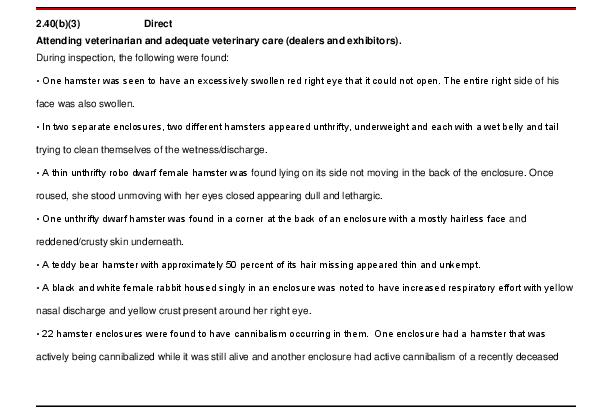 2.40(b)(3) Direct
Attending veterinarian and adequate veterinary care (dealers and exhibitors).
During inspection, the following were found:
• One hamster was seen to have an excessively swollen red right eye that it could not open. The entire right side of his
face was also swollen.
• In two separate enclosures, two different hamsters appeared unthrifty, underweight and each with a wet belly and tail
trying to clean themselves of the wetness/discharge.
• A thin unthrifty robo dwarf female hamster was found lying on its side not moving in the back of the enclosure. Once
roused, she stood unmoving with her eyes closed appearing dull and lethargic.
• One unthrifty dwarf hamster was found in a corner at the back of an enclosure with a mostly hairless face and
reddened/crusty skin underneath.
• A teddy bear hamster with approximately 50 percent of its hair missing appeared thin and unkempt.
• A black and white female rabbit housed singly in an enclosure was noted to have increased respiratory effort with yellow
nasal discharge and yellow crust present around her right eye.
• 22 hamster enclosures were found to have cannibalism occurring in them. One enclosure had a hamster that was
actively being cannibalized while it was still alive and another enclosure had active cannibalism of a recently deceased